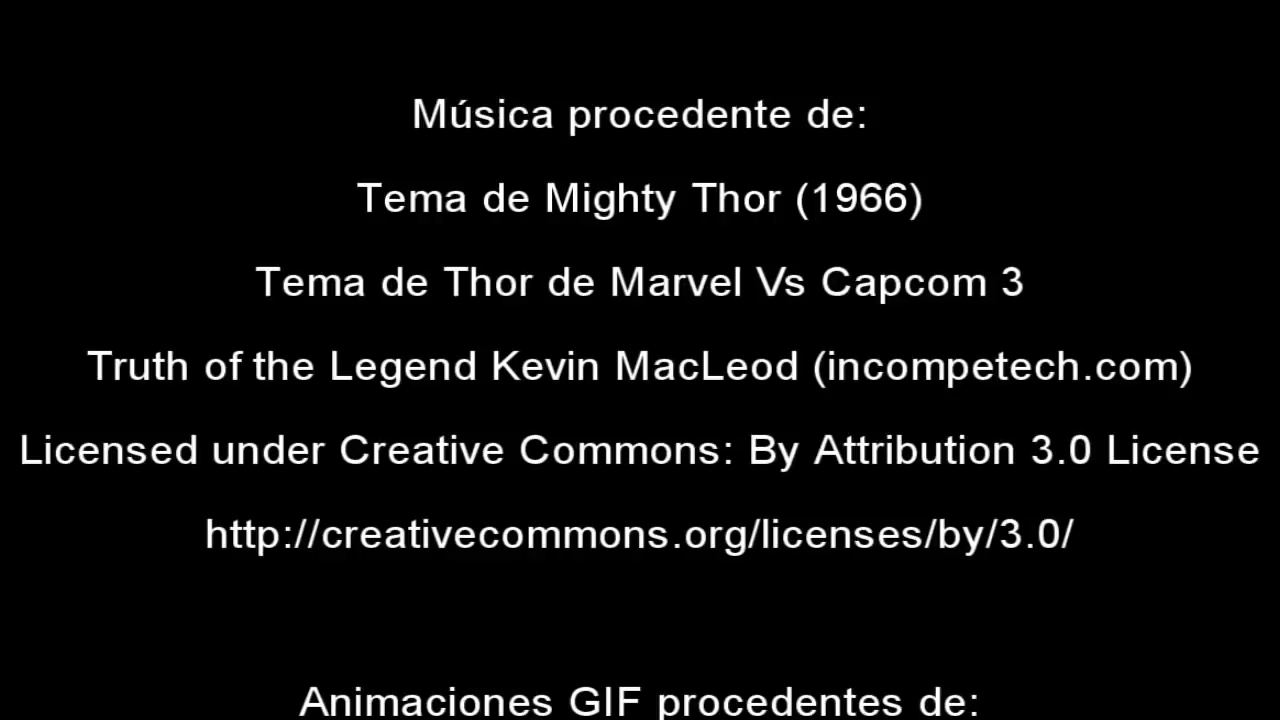 Música procedente de:
Tema de Mighty Thor (1966)
Tema de Thor de Marvel Vs Capcom 3
Truth of the Legend Kevin MacLeod (incompetech.com)
Licensed under Creative Commons: By Attribution 3.0 License
http://creativecommons.org/licenses/by/3.0/
Animaciones GIF procedentes de: